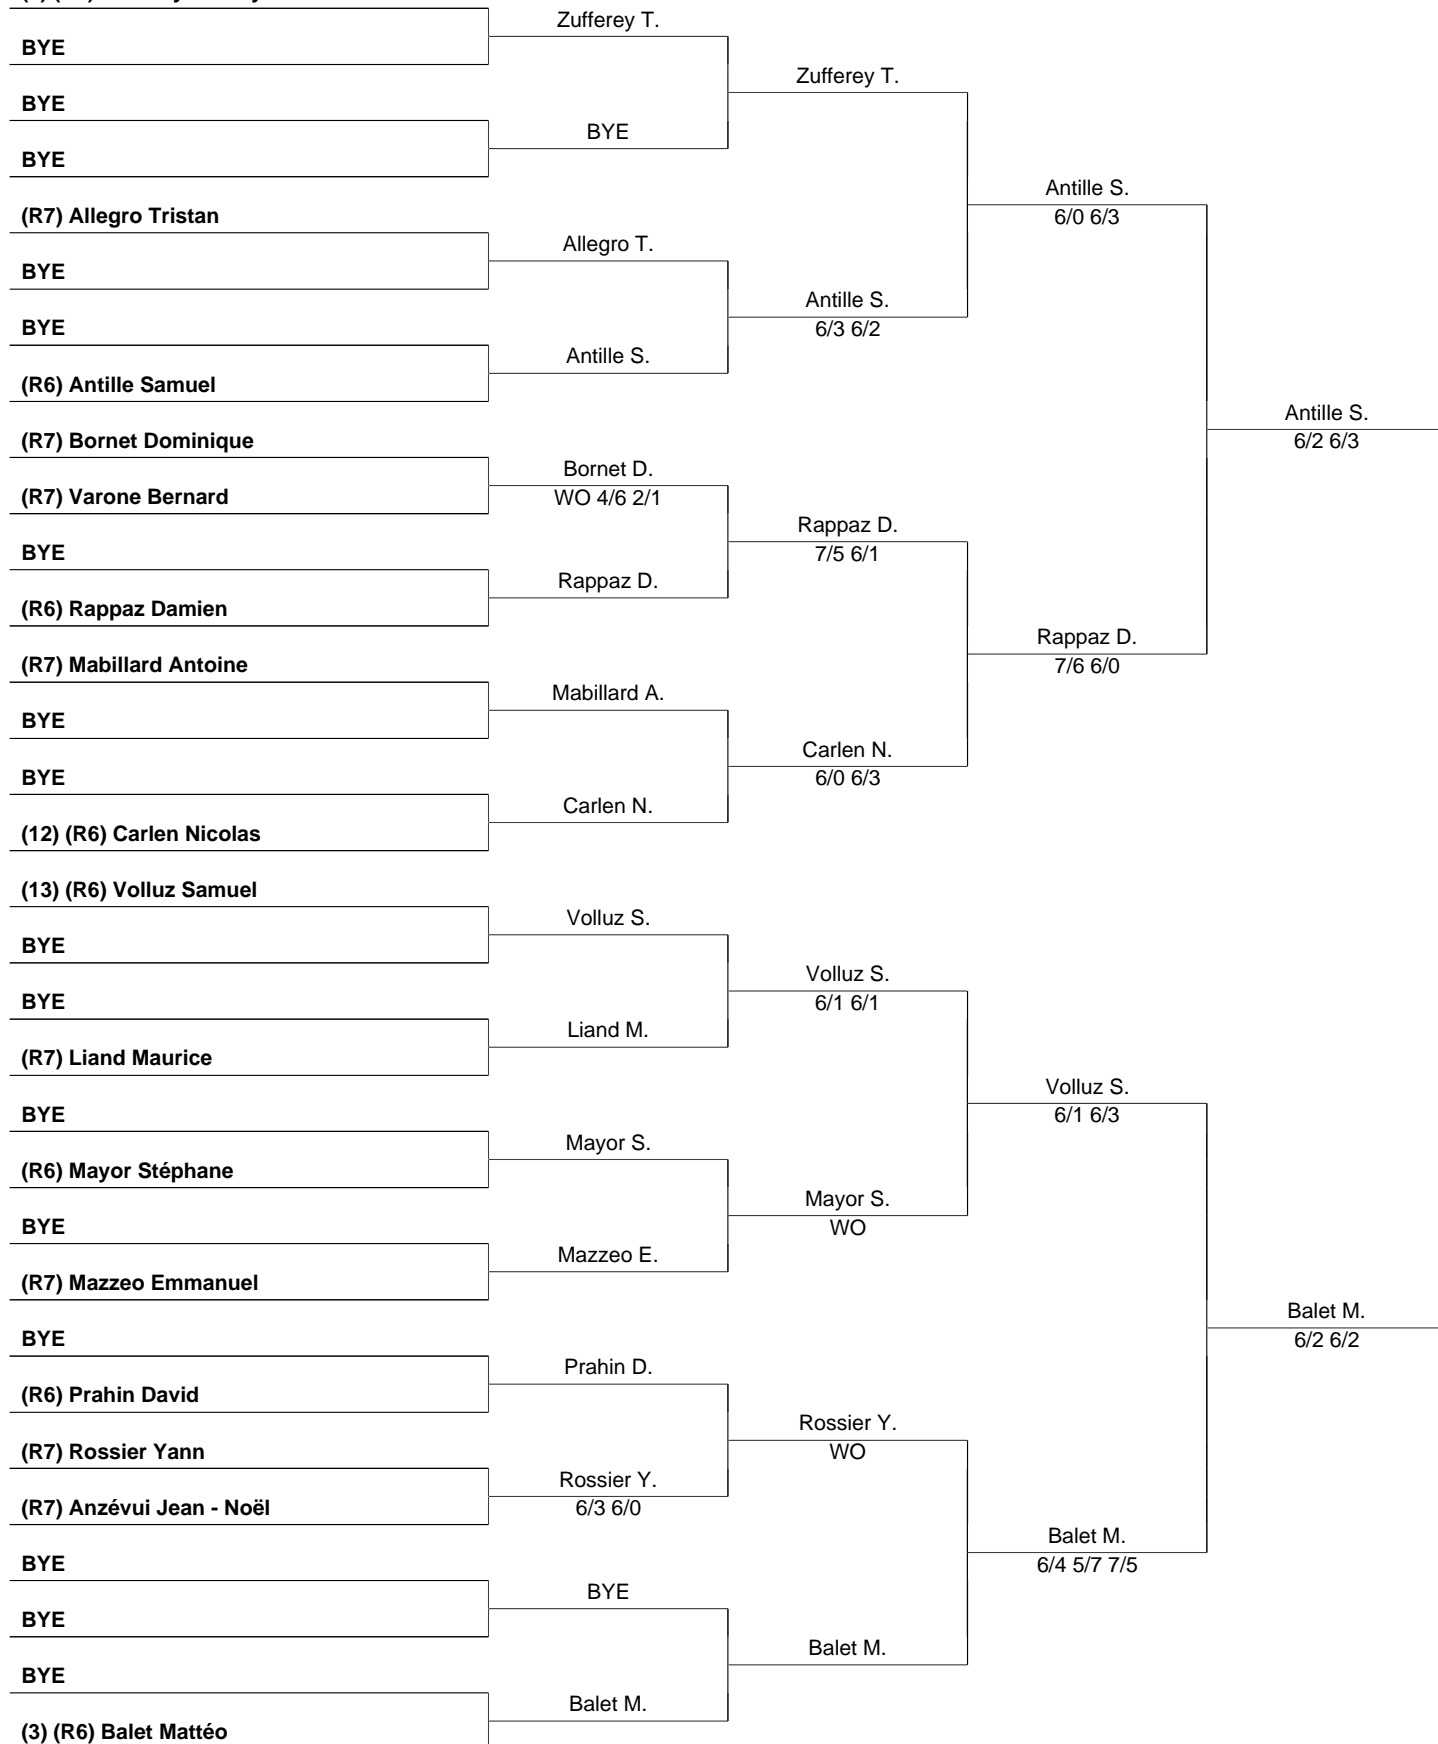 Zufferey T.
BYE
Zufferey T.
BYE
BYE
BYE
Antille S.
(R7) Allegro Tristan
6/0 6/3
Allegro T.
BYE
Antille S.
BYE
6/3 6/2
Antille S.
(R6) Antille Samuel
Antille S.
(R7) Bornet Dominique
6/2 6/3
Bornet D.
(R7) Varone Bernard
WO 4/6 2/1
Rappaz D.
BYE
7/5 6/1
Rappaz D.
(R6) Rappaz Damien
Rappaz D.
(R7) Mabillard Antoine
7/6 6/0
Mabillard A.
BYE
Carlen N.
BYE
6/0 6/3
Carlen N.
(12) (R6) Carlen Nicolas
(13) (R6) Volluz Samuel
Volluz S.
BYE
Volluz S.
BYE
6/1 6/1
Liand M.
(R7) Liand Maurice
Volluz S.
BYE
6/1 6/3
Mayor S.
(R6) Mayor Stéphane
Mayor S.
BYE
WO
Mazzeo E.
(R7) Mazzeo Emmanuel
Balet M.
BYE
6/2 6/2
Prahin D.
(R6) Prahin David
Rossier Y.
(R7) Rossier Yann
WO
Rossier Y.
(R7) Anzévui Jean - Noël
6/3 6/0
Balet M.
BYE
6/4 5/7 7/5
BYE
BYE
Balet M.
BYE
Balet M.
(3) (R6) Balet Mattéo